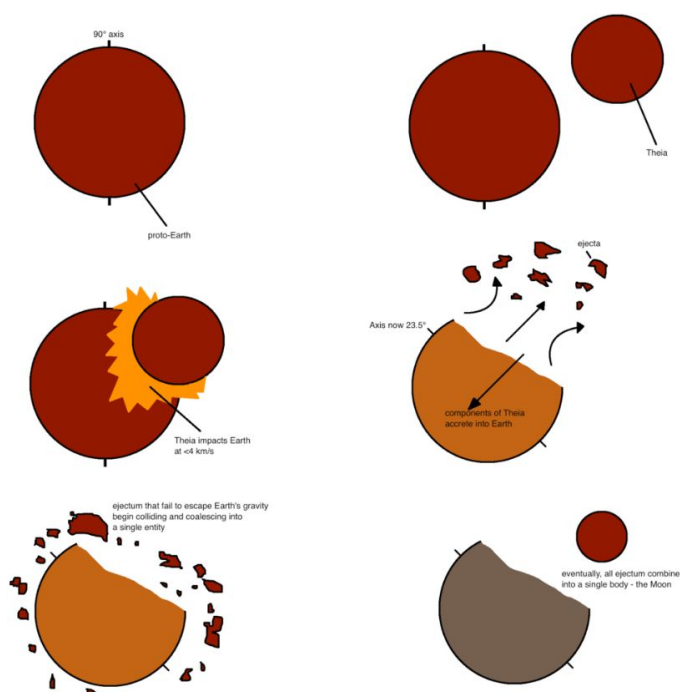 90° axis
proto-Earth
Theia
Theia impacts Earth
at <4 km/s
ejecta
Axis now 23.5°
components of Theia
accrete into Earth
ejectum that fail to escape Earth's gravity
begin colliding and coalescing into
a single entity
eventually, all ejectum combine
into a single body - the Moon